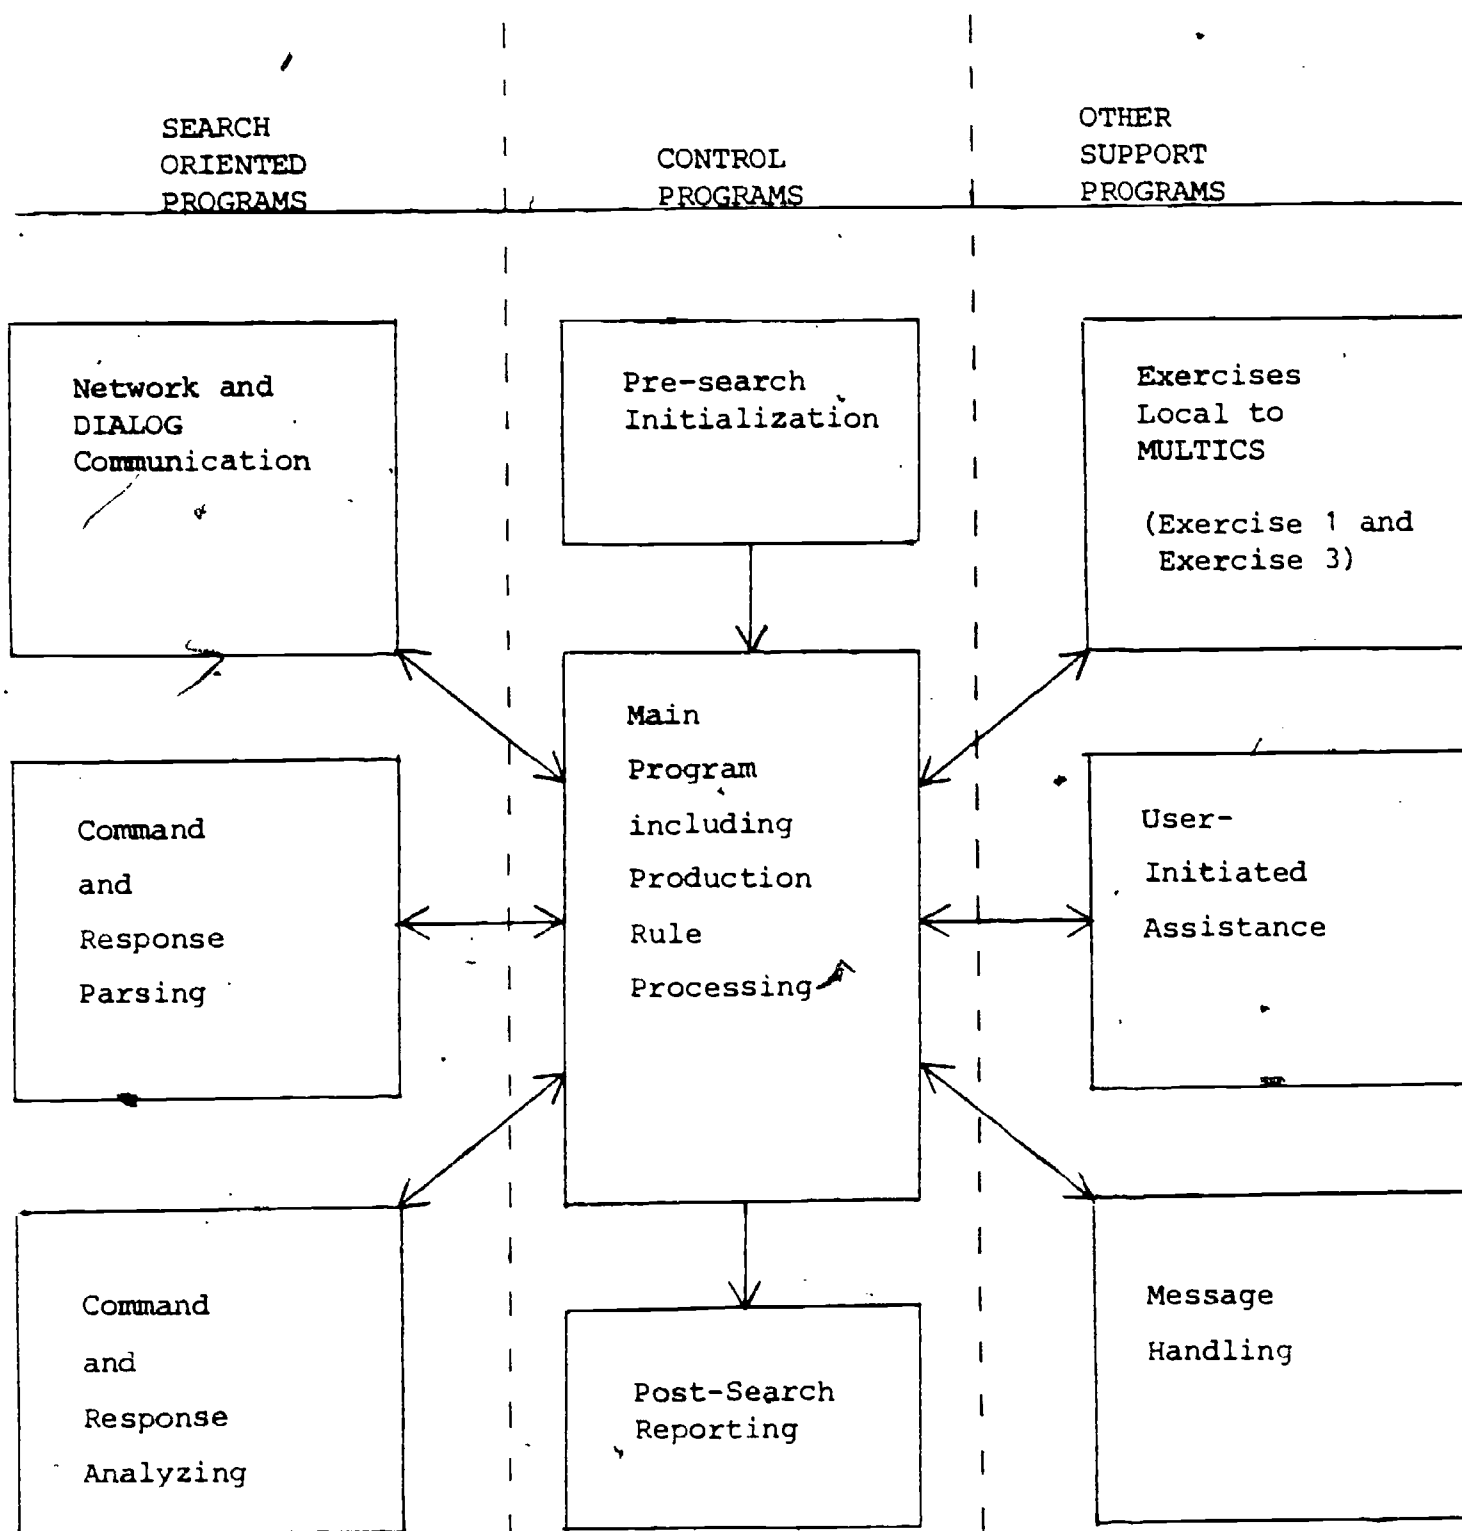 SEARCH
ORIENTED
PROGRAMS
CONTROL
PROGRAMS
OTHER
SUPPORT
PROGRAMS
Network and
DIALOG
Communication
Pre-search
Initialization
Exercises
Local to
MULTICS
(Exercise 1 and
Exercise 3)
Main
Program
including
Production
Rule
Processing
Command
and
Response
Parsing
User-
Initiated
Assistance
Command
and
Response
Analyzing
Post-Search
Reporting
Message
Handling